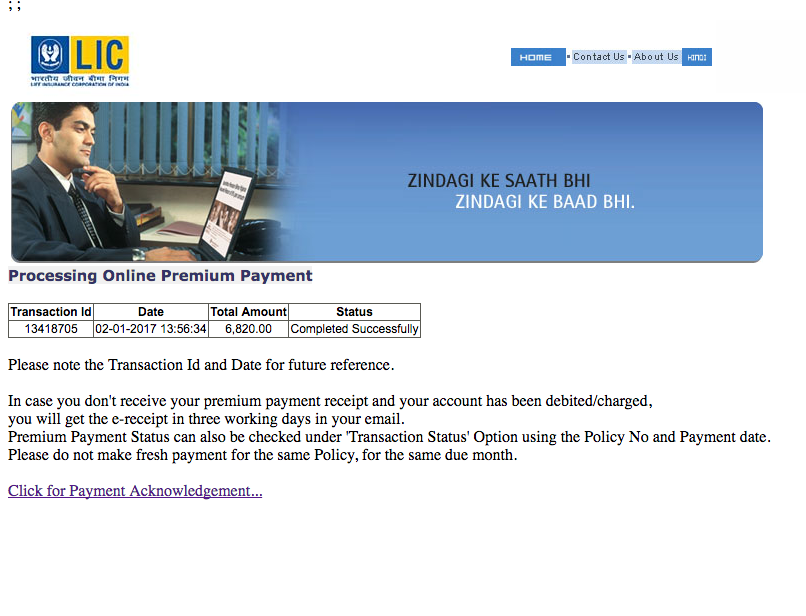 ; ;
LIC
भारतीय जीवन बीमा निगम
LIFE INSURANCE CORPORATION OF INDIA
HOME Contact Us About Us हिन्दी
ZINDAGI KE SAATH BHI
ZINDAGI KE BAAD BHI.
Processing Online Premium Payment
Transaction Id Date Total Amount Status
13418705 02-01-2017 13:56:34 6,820.00 Completed Successfully
Please note the Transaction Id and Date for future reference.
In case you don't receive your premium payment receipt and your account has been debited/charged,
you will get the e-receipt in three working days in your email.
Premium Payment Status can also be checked under 'Transaction Status' Option using the Policy No and Payment date.
Please do not make fresh payment for the same Policy, for the same due month.
Click for Payment Acknowledgement...